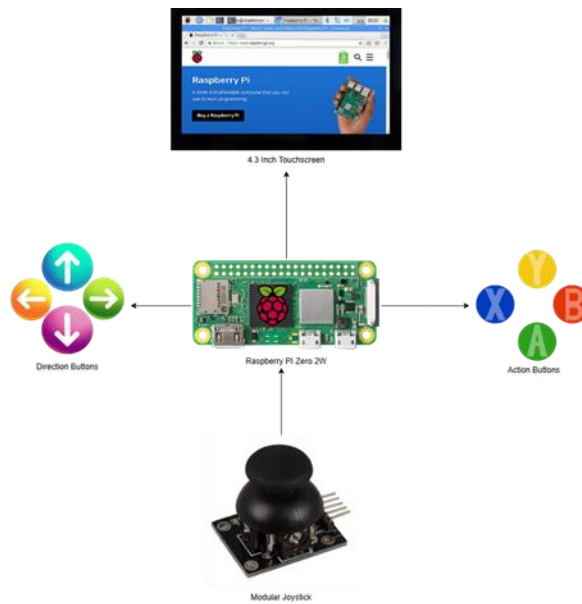 Raspberry Pi
Buy a Raspberry Pi
4.3 Inch Touchscreen
Direction Buttons
Raspberry PI Zero 2W
Y
X
B
A
Action Buttons
Modular Joystick